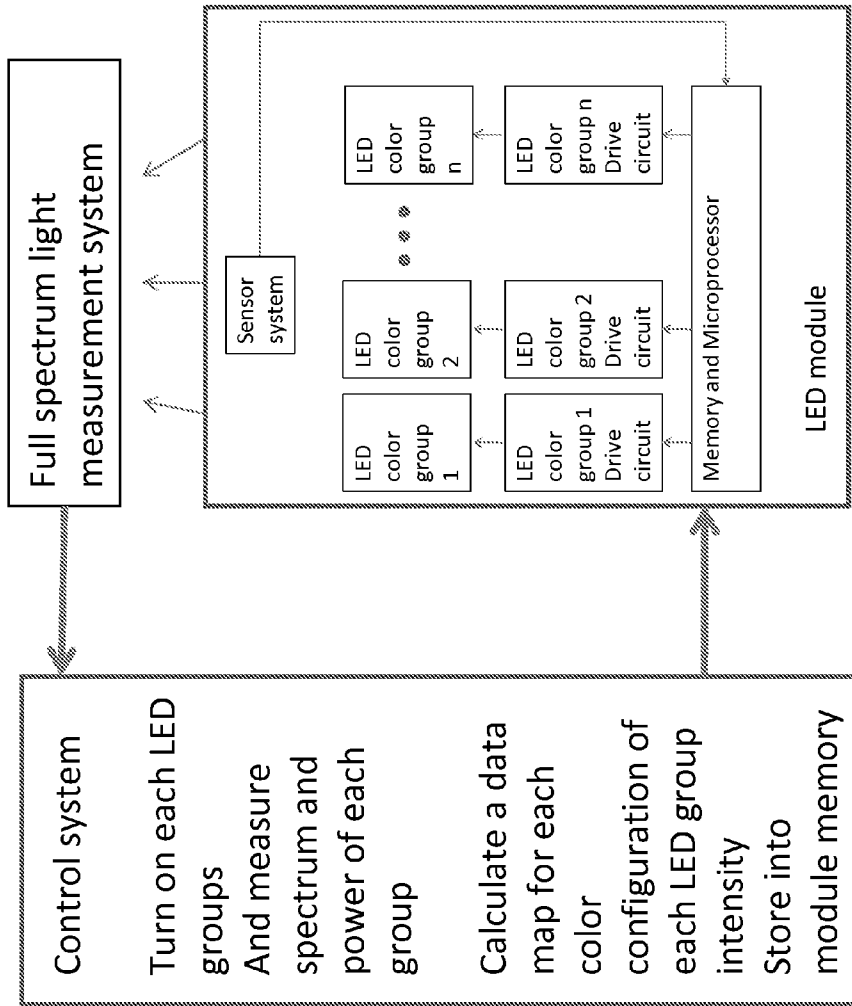 Control system
Turn on each LED
groups
And measure
spectrum and
power of each
group
Calculate a data
map for each
color
configuration of
each LED group
intensity
Store into
module memory
Full spectrum light
measurement system
Sensor
system
LED
color
group
1
LED
color
group
2
LED
color
group
n
LED
color
group 1
Drive
circuit
LED
color
group 2
Drive
circuit
LED
color
group n
Drive
circuit
Memory and Microprocessor
LED module